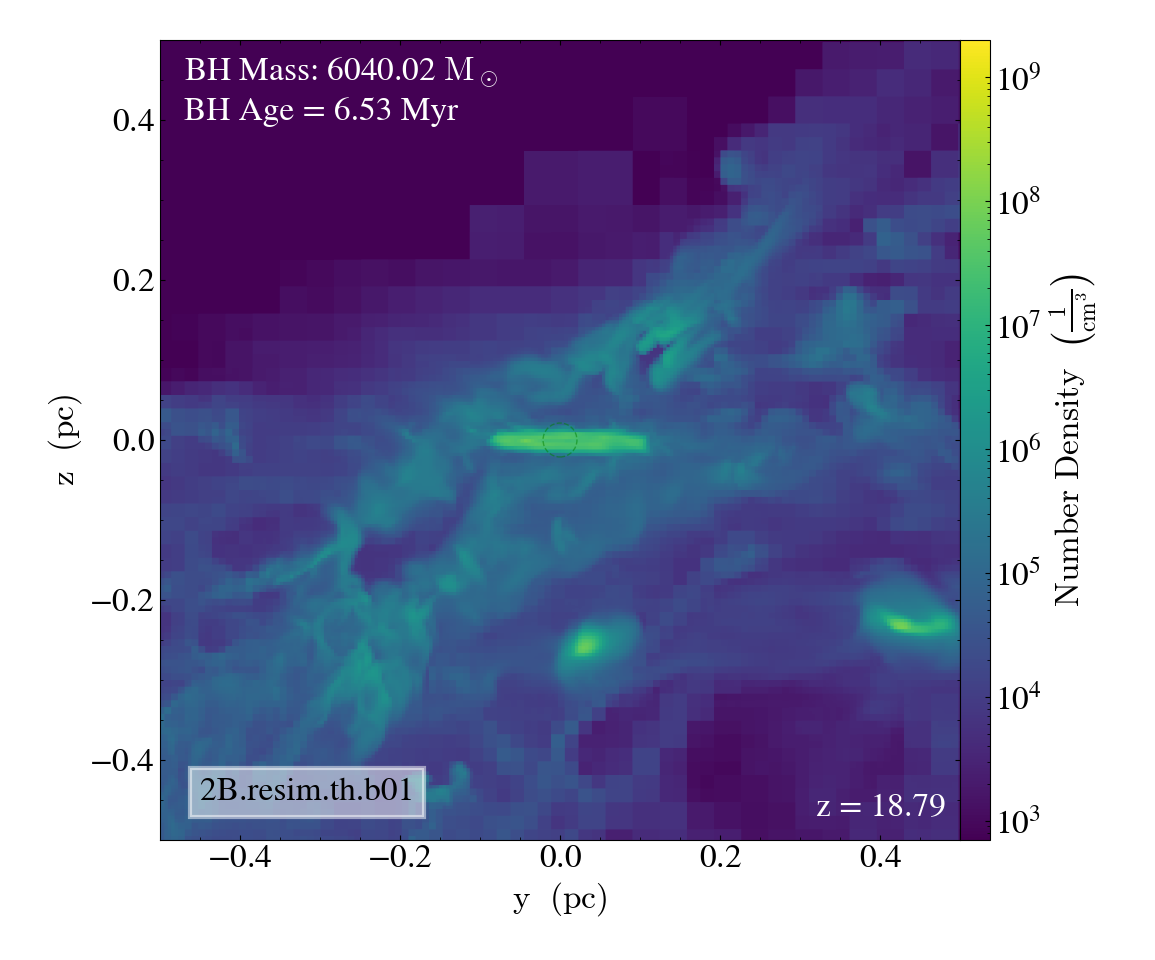 BH Mass: 6040.02 M☉
BH Age = 6.53 Myr
0.4
0.2
0.0
−0.2
−0.4
z (pc)
2B.resim.th.b01
z = 18.79
−0.4 −0.2 0.0 0.2 0.4
y (pc)
10⁹
10⁸
10⁷
10⁶
10⁵
10⁴
10³
Number Density (1/cm³)